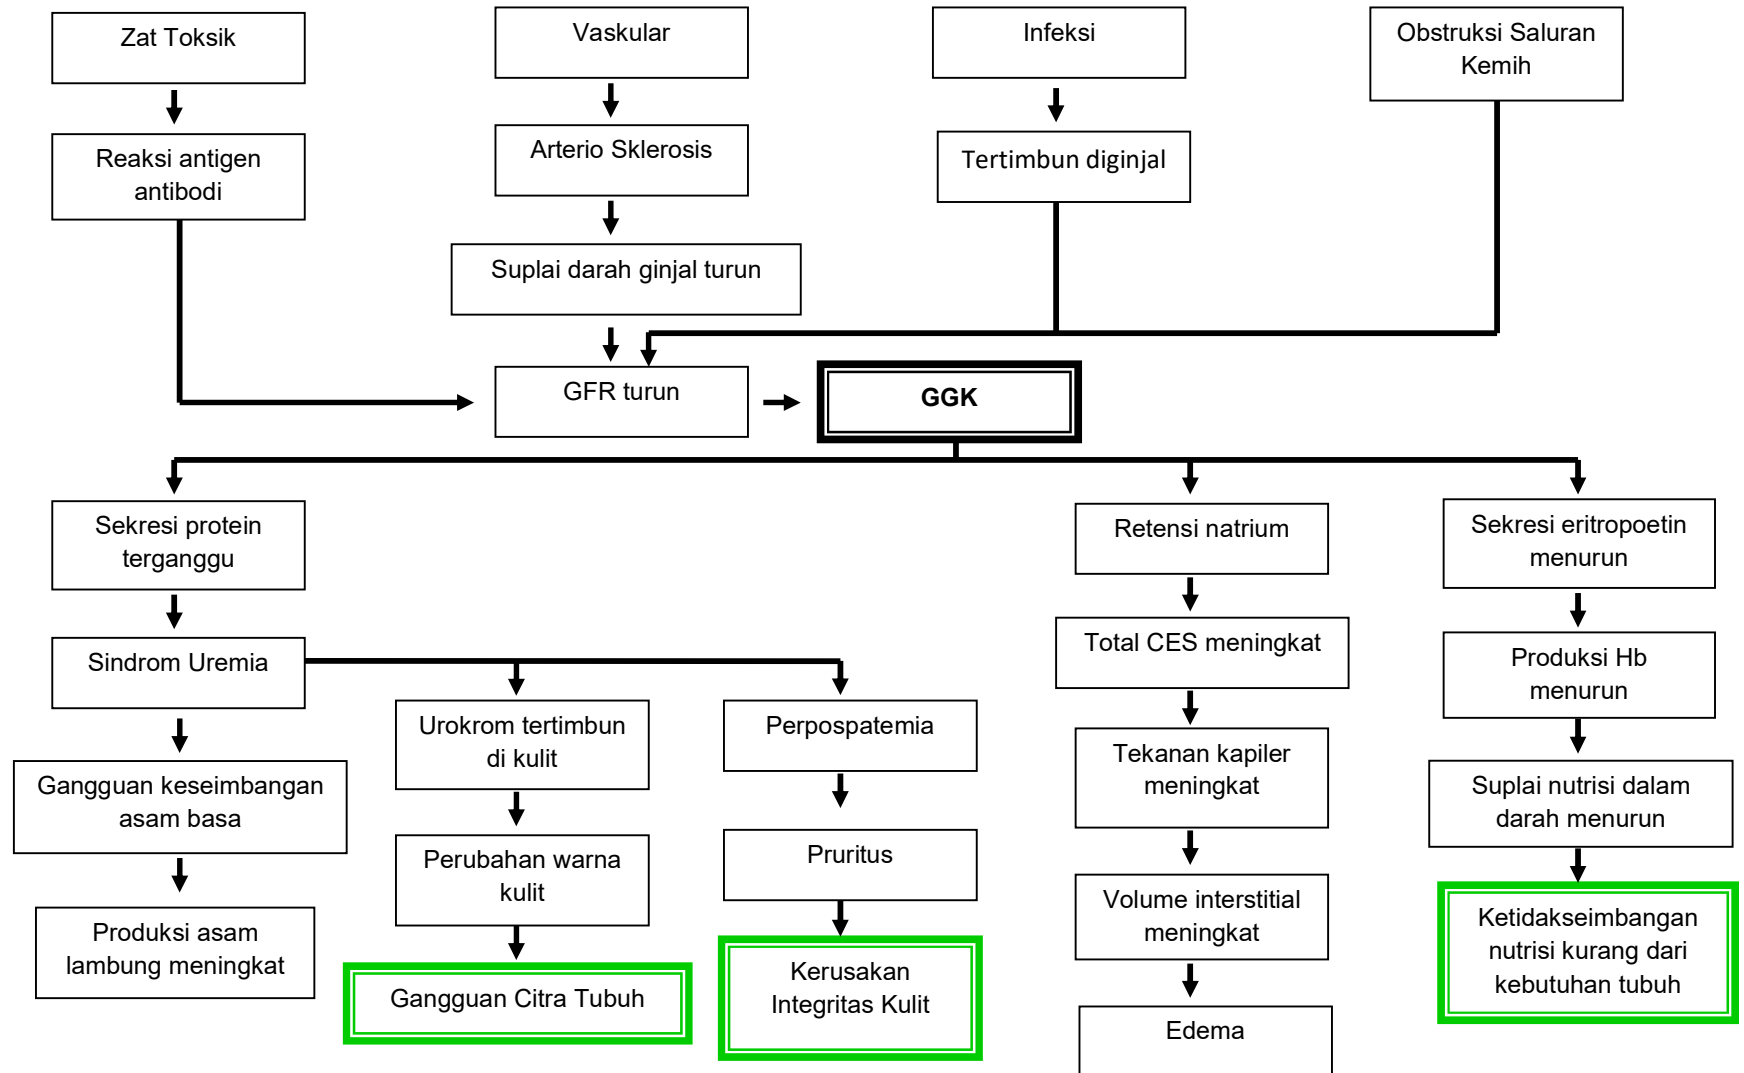 Zat Toksik
Vaskular
Infeksi
Obstruksi Saluran
Kemih
Reaksi antigen
antibodi
Arterio Sklerosis
Tertimbun diginjal
Suplai darah ginjal turun
GFR turun
GGK
Sekresi protein
terganggu
Retensi natrium
Sekresi eritropoetin
menurun
Sindrom Uremia
Total CES meningkat
Produksi Hb
menurun
Urokrom tertimbun
di kulit
Perpospatemia
Tekanan kapiler
meningkat
Gangguan keseimbangan
asam basa
Suplai nutrisi dalam
darah menurun
Perubahan warna
kulit
Pruritus
Volume interstitial
meningkat
Produksi asam
lambung meningkat
Gangguan Citra Tubuh
Kerusakan
Integritas Kulit
Ketidakseimbangan
nutrisi kurang dari
kebutuhan tubuh
Edema